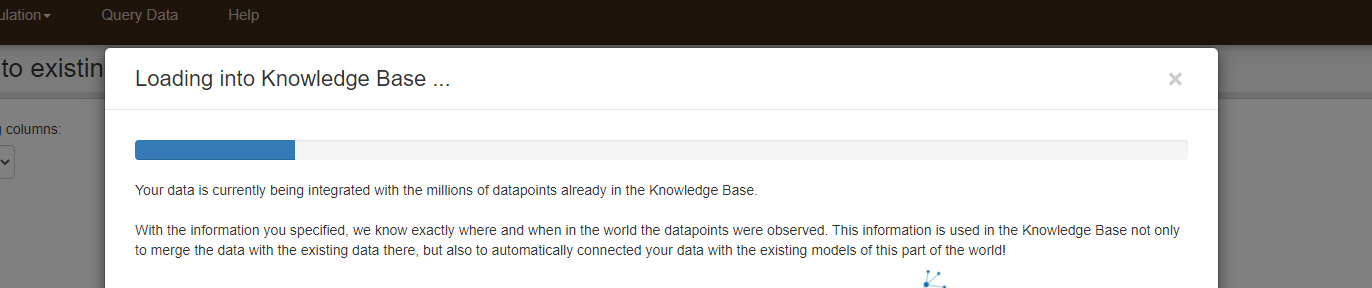 ulation Query Data Help
to existin
Loading into Knowledge Base ...
×
columns:
Your data is currently being integrated with the millions of datapoints already in the Knowledge Base.
With the information you specified, we know exactly where and when in the world the datapoints were observed. This information is used in the Knowledge Base not only
to merge the data with the existing data there, but also to automatically connected your data with the existing models of this part of the world!